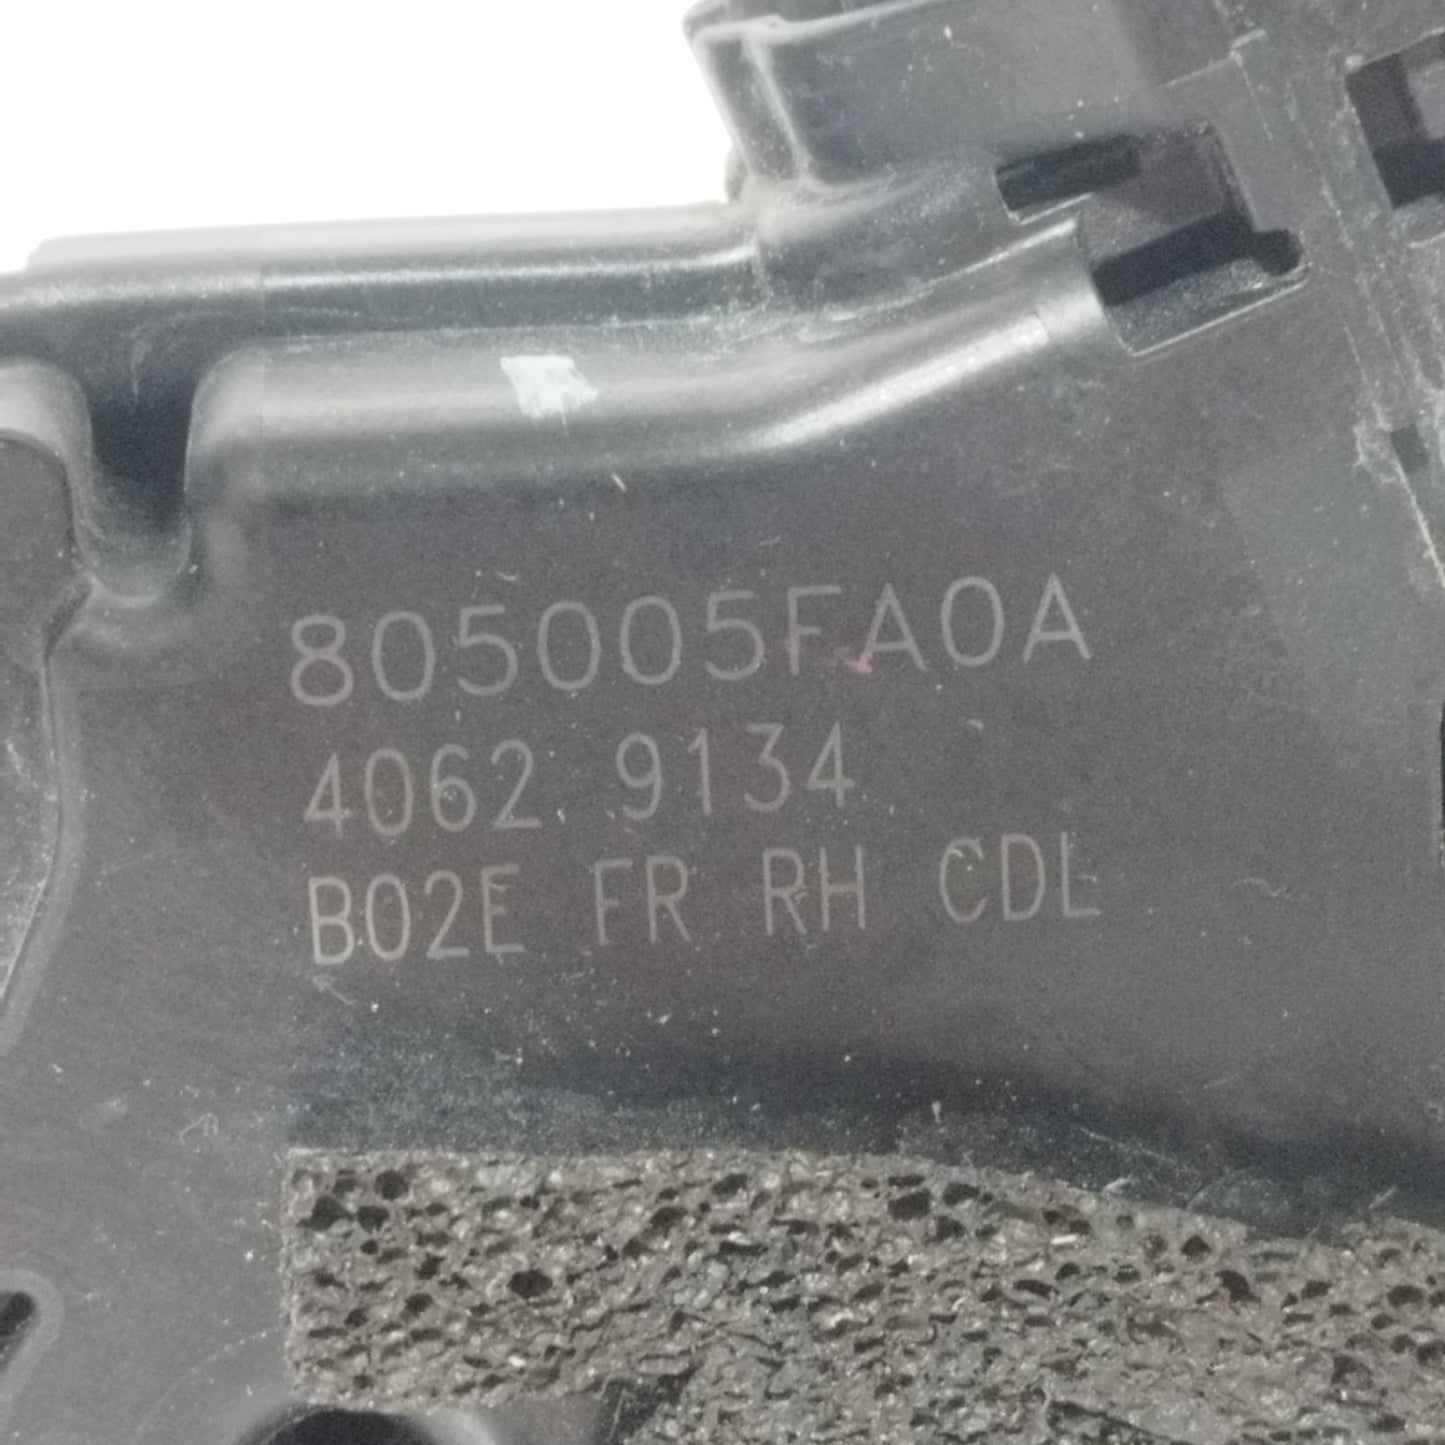 805005FA0A
4062 9134
B02E FR RH CDL